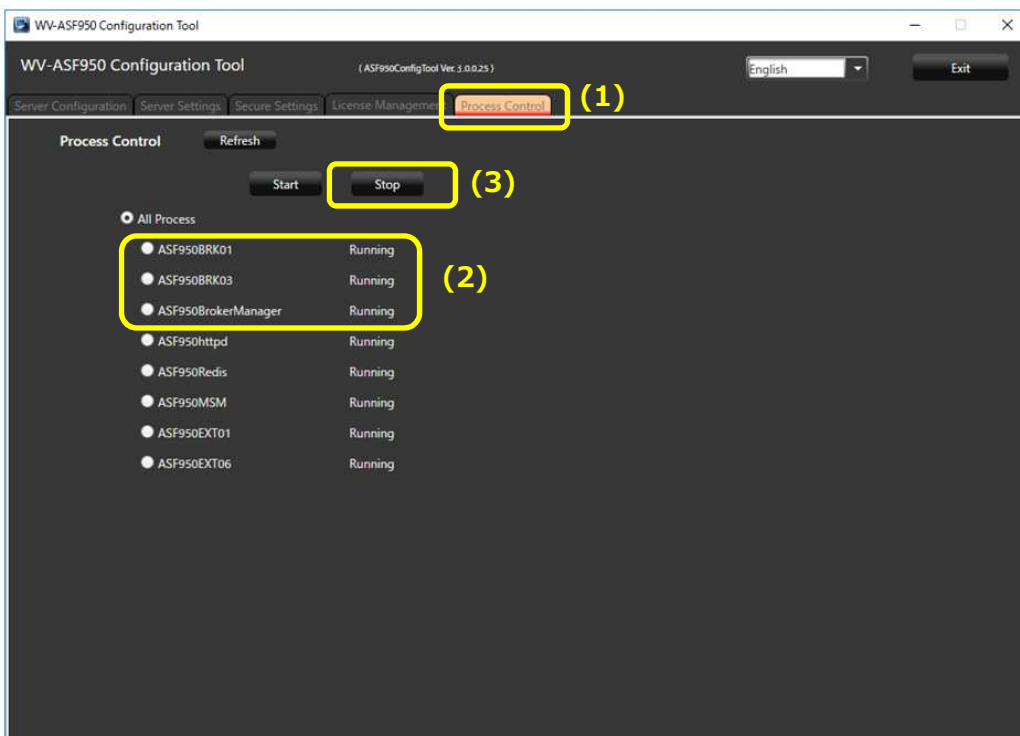 WV-ASF950 Configuration Tool
WV-ASF950 Configuration Tool ( ASF950ConfigTool Ver. 3.0.0.25 ) English Exit
Server Configuration Server Settings Secure Settings License Management Process Control (1)
Process Control Refresh
Start Stop (3)
All Process
ASF950BRK01 Running
ASF950BRK03 Running (2)
ASF950BrokerManager Running
ASF950httpd Running
ASF950Redis Running
ASF950MSM Running
ASF950EXT01 Running
ASF950EXT06 Running